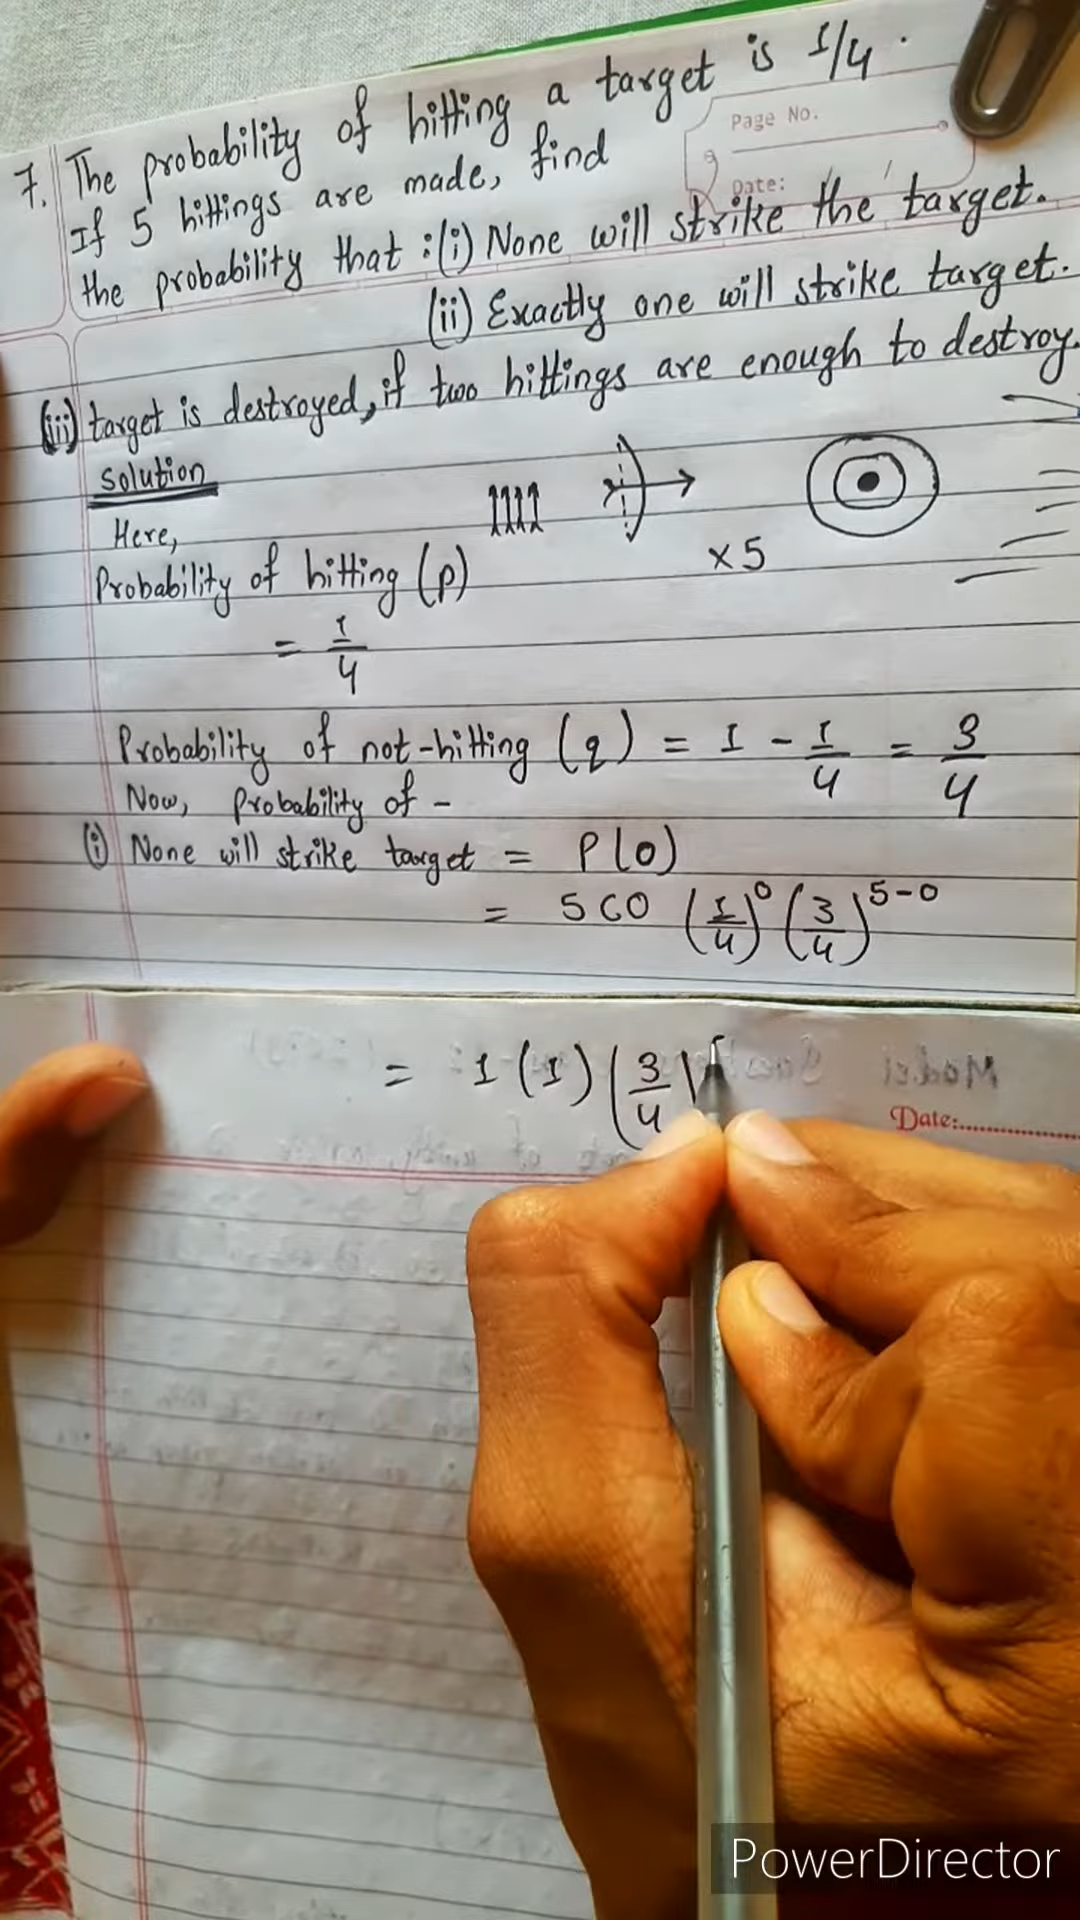 7. The probability of hitting a target is 1/4.
Page No.
If 5 hittings are made, find
Date:
the probability that :(i) None will strike the target.
(ii) Exactly one will strike target.
(iii) target is destroyed, if two hittings are enough to destroy.
Solution
Here,
×5
Probability of hitting (p)
= 1/4
Probability of not-hitting (q) = 1 - 1/4 = 3/4
Now, probability of -
(i) None will strike target = P(0)
= 5C0 (1/4)^0 (3/4)^5-0
= 1 (1) (3/4)
Model
Date:
PowerDirector